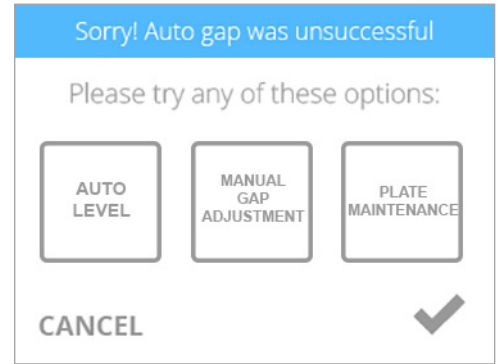 Sorry! Auto gap was unsuccessful
Please try any of these options:
AUTO
LEVEL
MANUAL
GAP
ADJUSTMENT
PLATE
MAINTENANCE
CANCEL